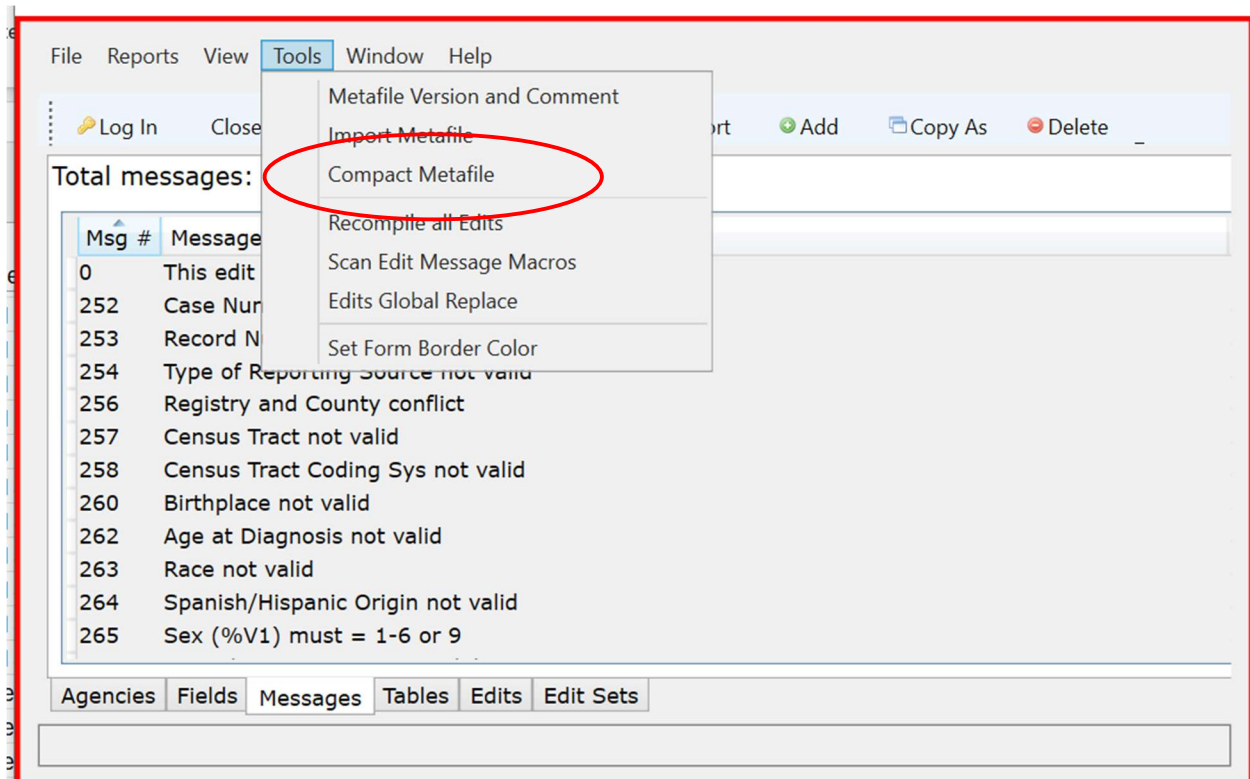 File Reports View Tools Window Help
Metafile Version and Comment
Log In Close Add Copy As Delete
Import Metafile
Total messages: Compact Metafile
Recompile all Edits
Msg # Message
Scan Edit Message Macros
0 This edit
Edits Global Replace
252 Case Num
253 Record N
Set Form Border Color
254 Type of Reporting Source not valid
256 Registry and County conflict
257 Census Tract not valid
258 Census Tract Coding Sys not valid
260 Birthplace not valid
262 Age at Diagnosis not valid
263 Race not valid
264 Spanish/Hispanic Origin not valid
265 Sex (%V1) must = 1-6 or 9
Agencies Fields Messages Tables Edits Edit Sets